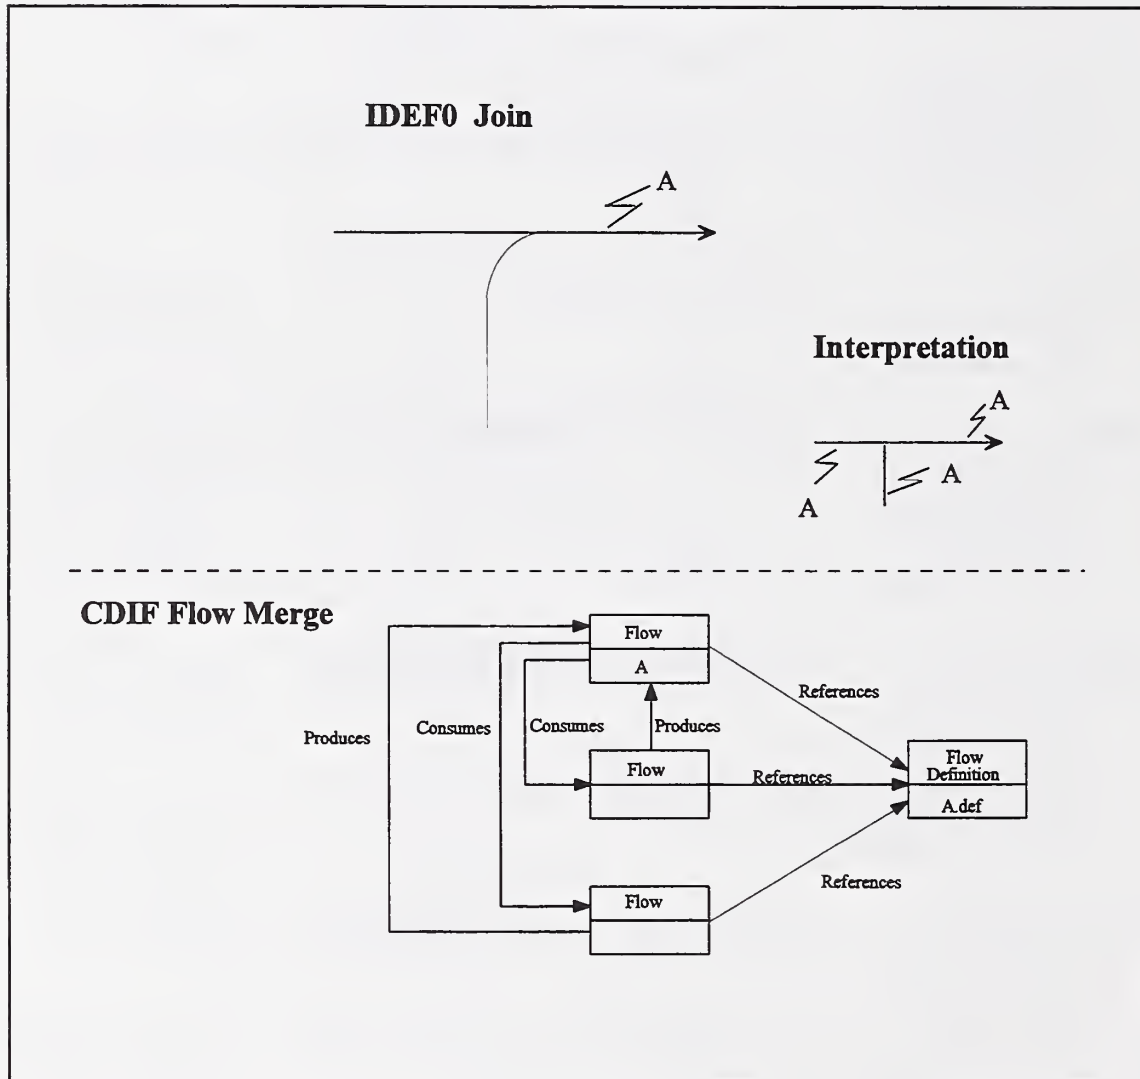 IDEF0 Join
A
Interpretation
A
A
A
CDIF Flow Merge
Flow
A
References
Produces
Consumes
Consumes
Produces
Flow
References
Flow
Definition
A.def
References
Flow